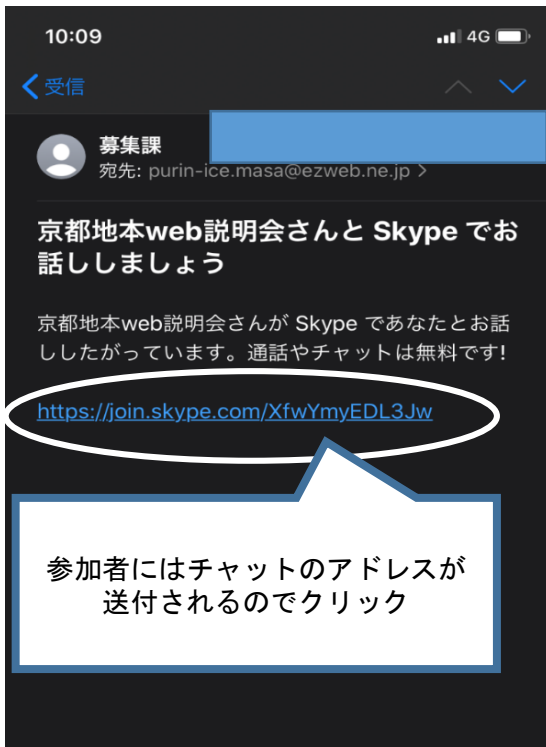 10:09
4G
受信
募集課
宛先: purin-ice.masa@ezweb.ne.jp >
京都地本web説明会さんと Skype でお
話ししましょう
京都地本web説明会さんが Skype であなたとお話
ししたがっています。通話やチャットは無料です!
https://join.skype.com/XfwYmyEDL3Jw
参加者にはチャットのアドレスが
送付されるのでクリック